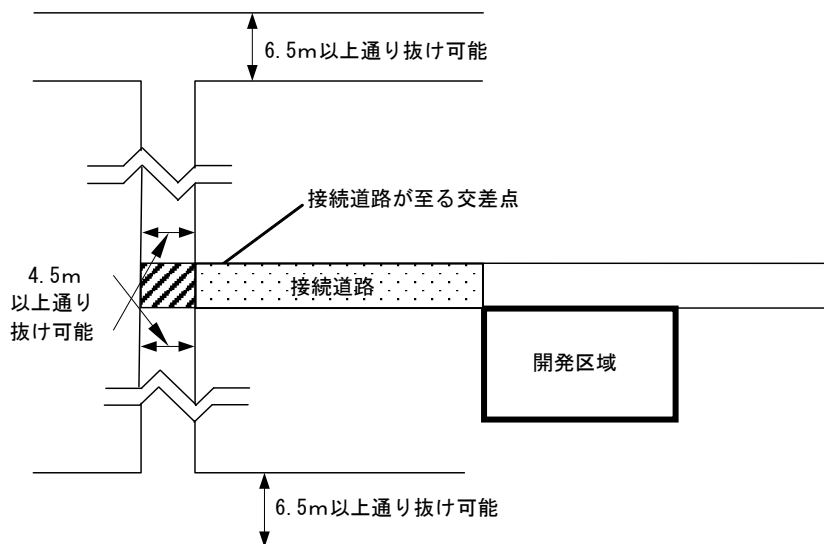 6.5m以上通り抜け可能
接続道路が至る交差点
4.5m
以上通り
抜け可能
接続道路
開発区域
6.5m以上通り抜け可能